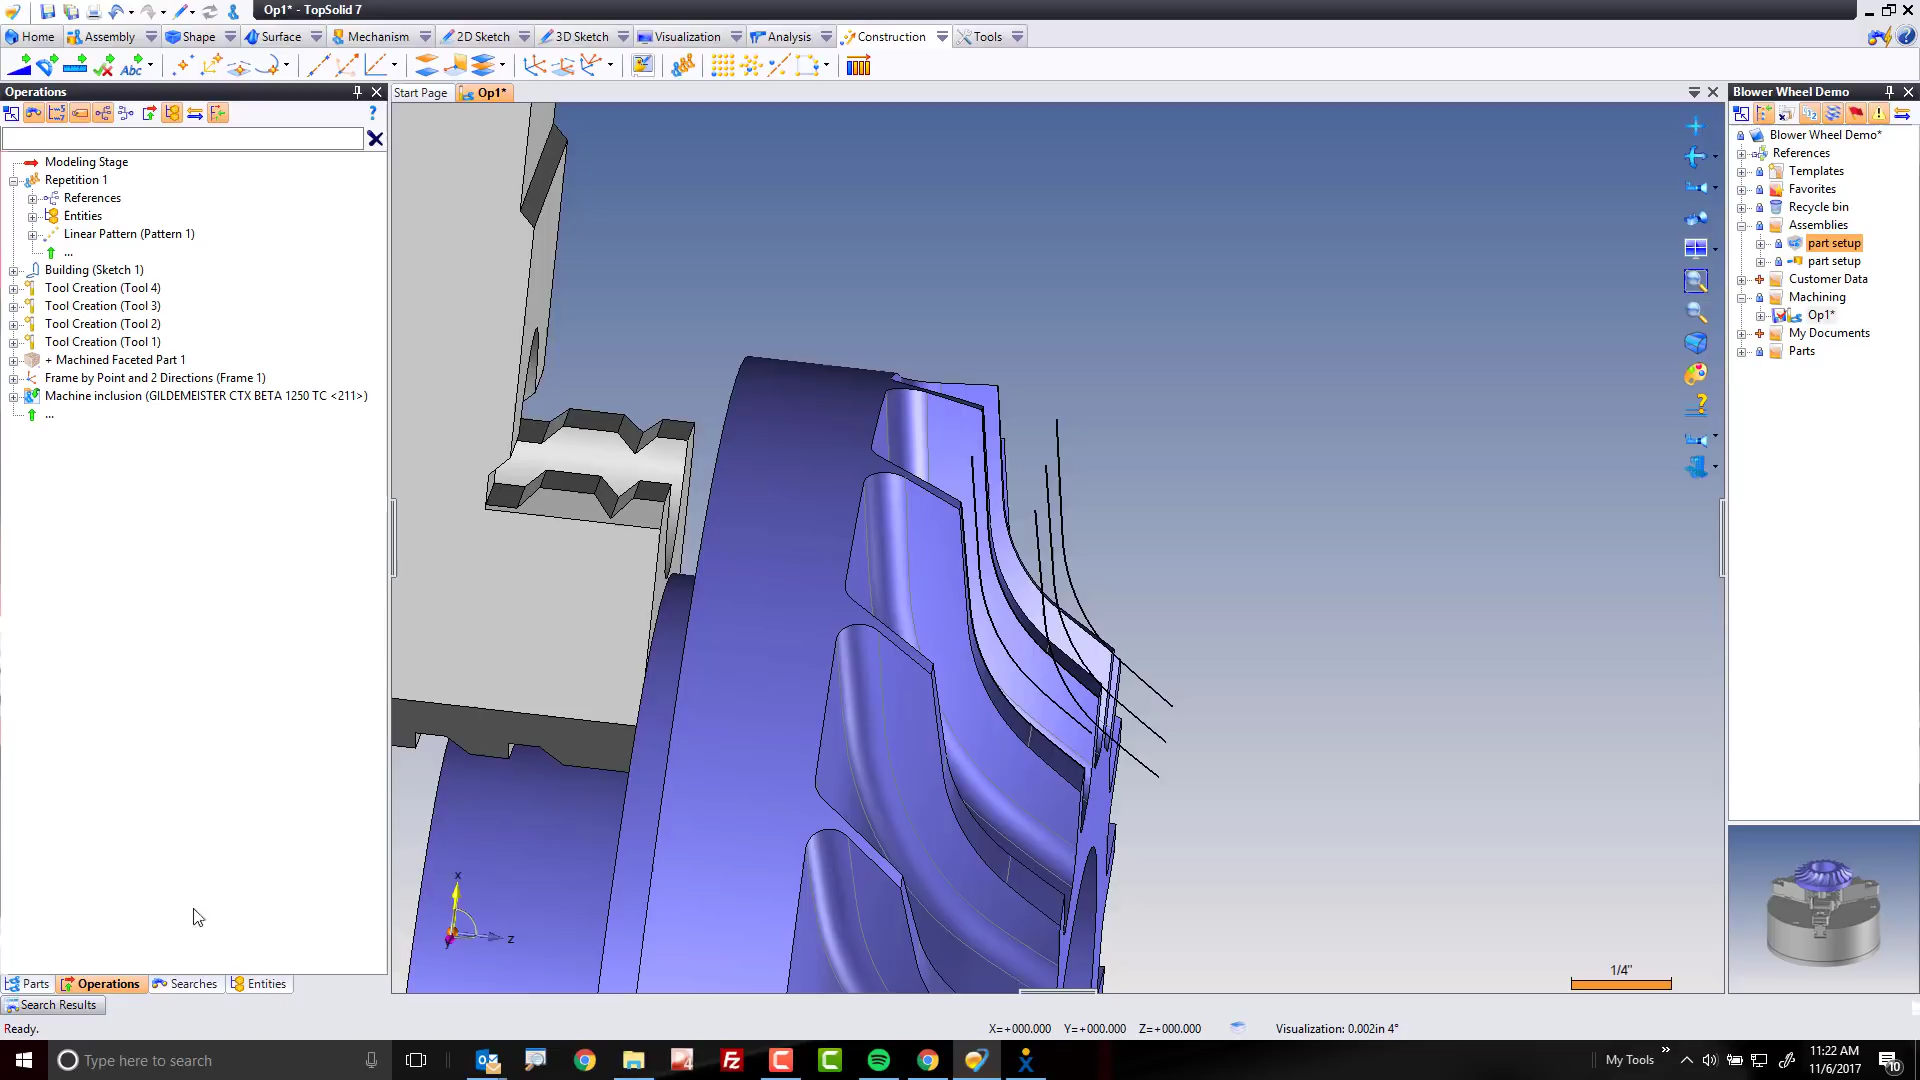 Op1* - TopSolid 7
Home
Assembly
Shape
Surface
Mechanism
2D Sketch
3D Sketch
Visualization
Analysis
Construction
Tools
Abc
Operations
Start Page
Op1*
Blower Wheel Demo
Modeling Stage
Repetition 1
References
Entities
Linear Pattern (Pattern 1)
...
Building (Sketch 1)
Tool Creation (Tool 4)
Tool Creation (Tool 3)
Tool Creation (Tool 2)
Tool Creation (Tool 1)
+ Machined Faceted Part 1
Frame by Point and 2 Directions (Frame 1)
Machine inclusion (GILDEMEISTER CTX BETA 1250 TC <211>)
...
Blower Wheel Demo*
References
Templates
Favorites
Recycle bin
Assemblies
part setup
part setup
Customer Data
Machining
Op1*
My Documents
Parts
x
y
z
1/4"
Parts
Operations
Searches
Entities
Search Results
Ready.
X=+000.000
Y=+000.000
Z=+000.000
Visualization: 0.002in 4°
Type here to search
My Tools
11:22 AM
11/6/2017
10